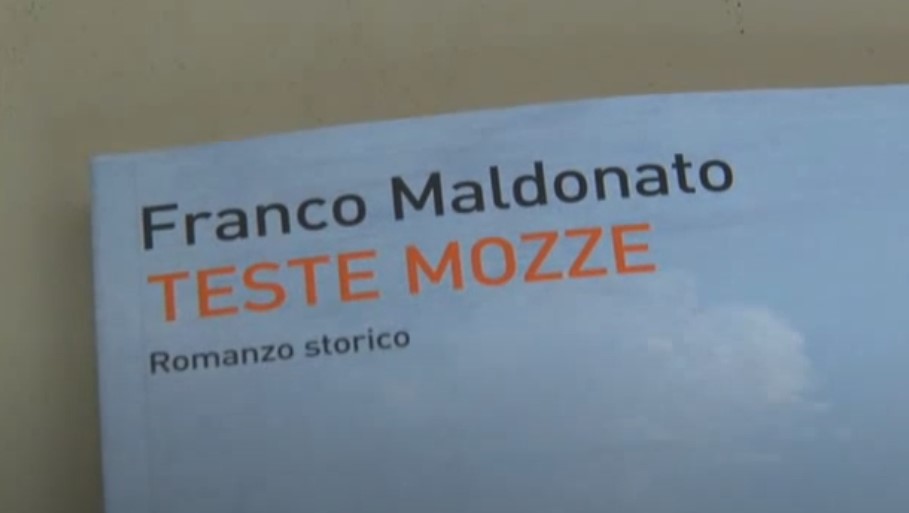 Franco Maldonato
TESTE MOZZE
Romanzo storico